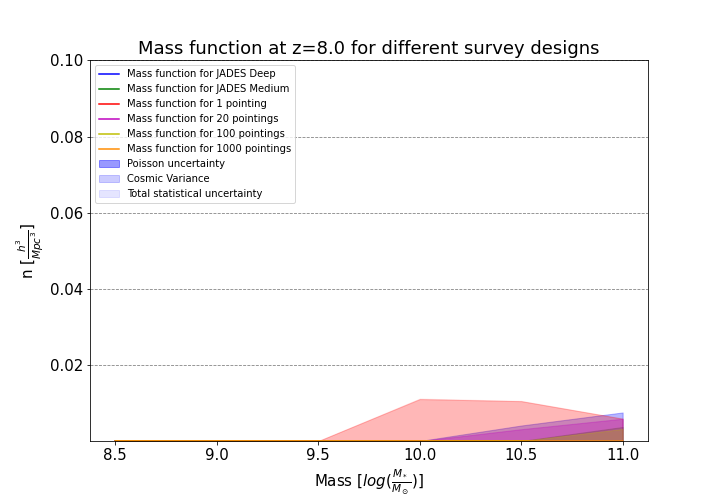 Mass function at z=8.0 for different survey designs
0.10
0.08
0.06
0.04
0.02
n [h³/Mpc³]
Mass function for JADES Deep
Mass function for JADES Medium
Mass function for 1 pointing
Mass function for 20 pointings
Mass function for 100 pointings
Mass function for 1000 pointings
Poisson uncertainty
Cosmic Variance
Total statistical uncertainty
8.5 9.0 9.5 10.0 10.5 11.0
Mass [log(M⋆/M⊙)]